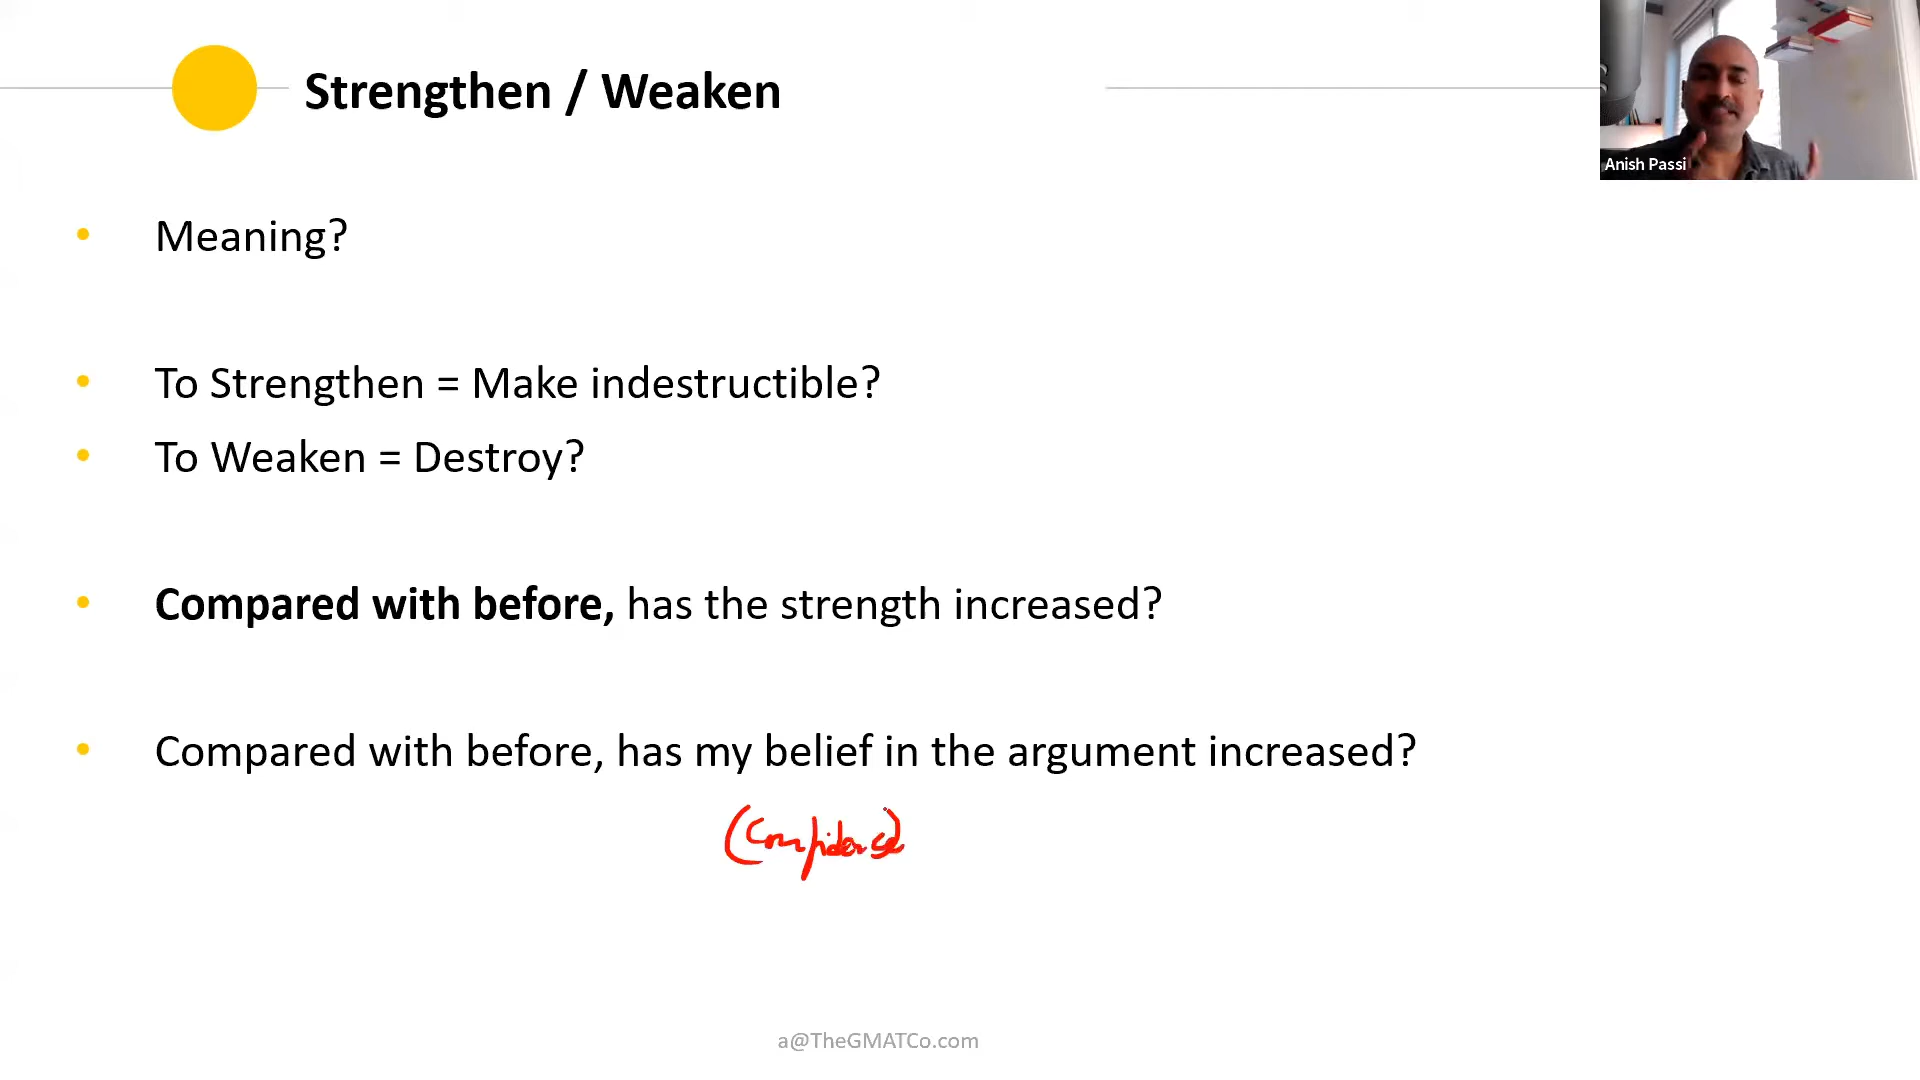 Strengthen / Weaken
Anish Passi
• Meaning?
• To Strengthen = Make indestructible?
• To Weaken = Destroy?
• Compared with before, has the strength increased?
• Compared with before, has my belief in the argument increased?
(Confidence)
a@TheGMATCo.com